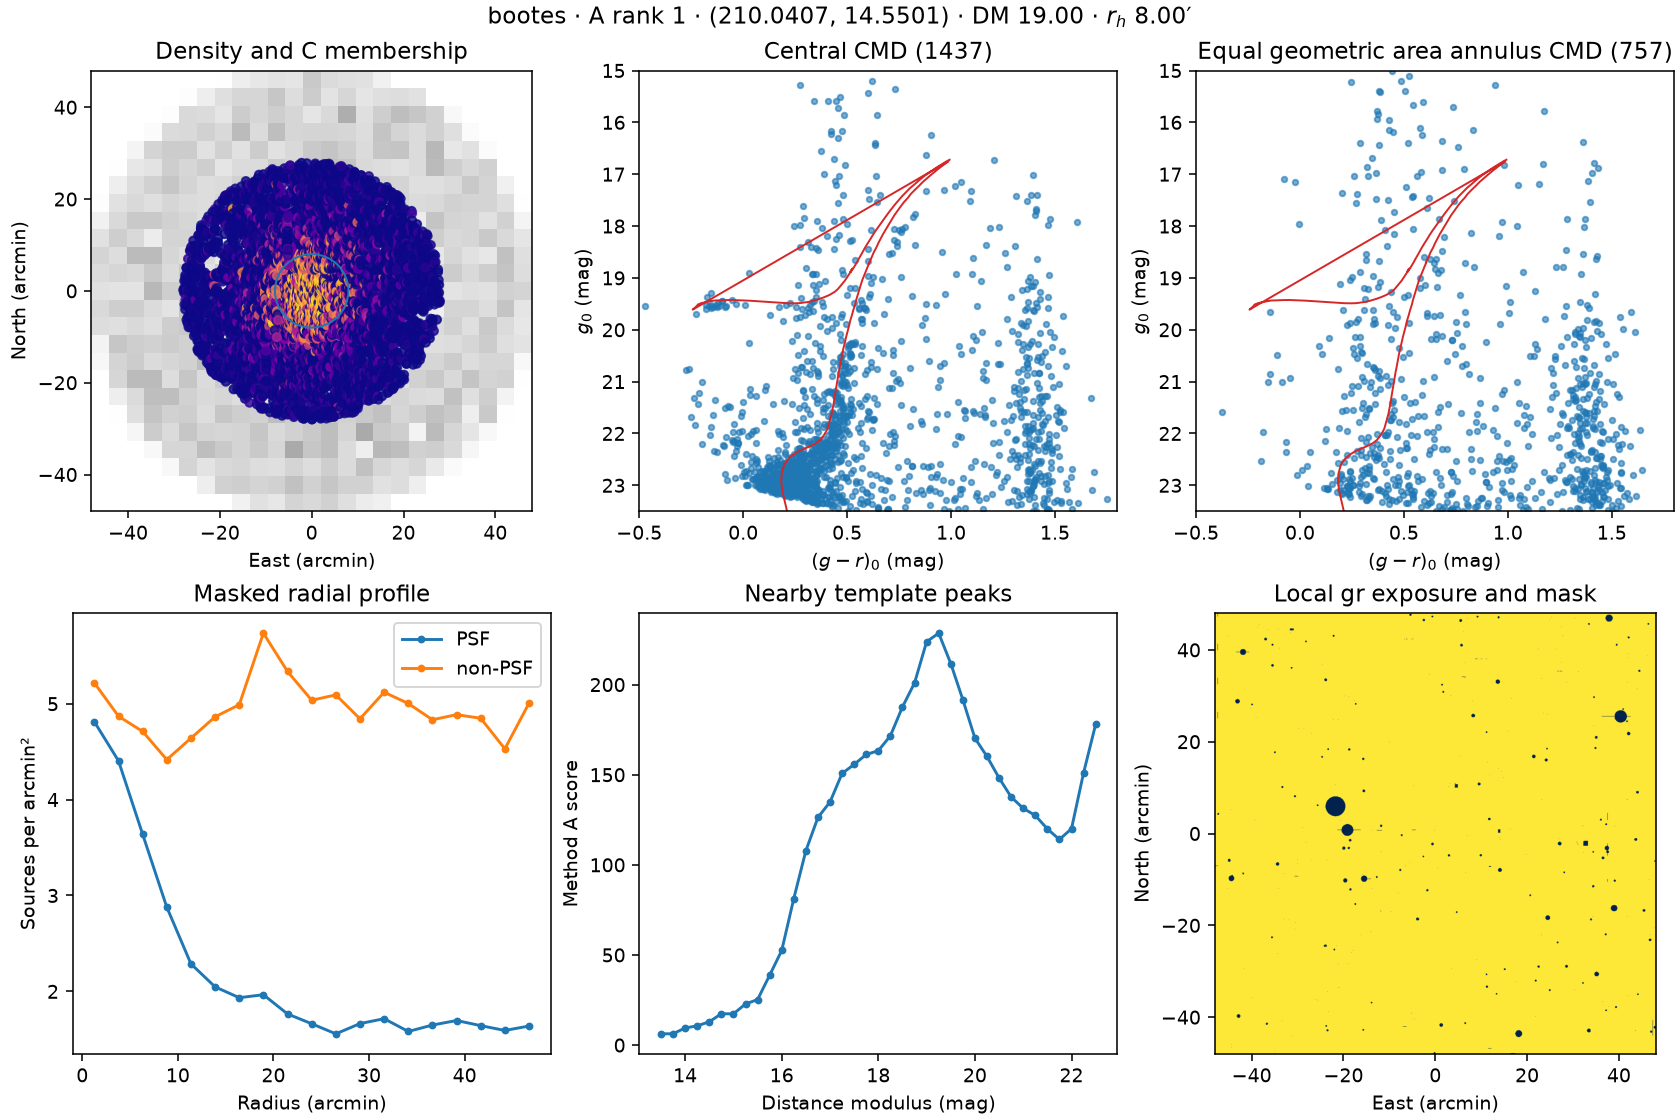 bootes · A rank 1 · (210.0407, 14.5501) · DM 19.00 · r_h 8.00′
Density and C membership
40
20
0
−20
−40
−40 −20 0 20 40
East (arcmin)
North (arcmin)
Central CMD (1437)
15
16
17
18
19
20
21
22
23
−0.5 0.0 0.5 1.0 1.5
(g − r)₀ (mag)
g₀ (mag)
Equal geometric area annulus CMD (757)
15
16
17
18
19
20
21
22
23
−0.5 0.0 0.5 1.0 1.5
(g − r)₀ (mag)
g₀ (mag)
Masked radial profile
PSF
non-PSF
5
4
3
2
0 10 20 30 40
Radius (arcmin)
Sources per arcmin²
Nearby template peaks
200
150
100
50
0
14 16 18 20 22
Distance modulus (mag)
Method A score
Local gr exposure and mask
40
20
0
−20
−40
−40 −20 0 20 40
East (arcmin)
North (arcmin)